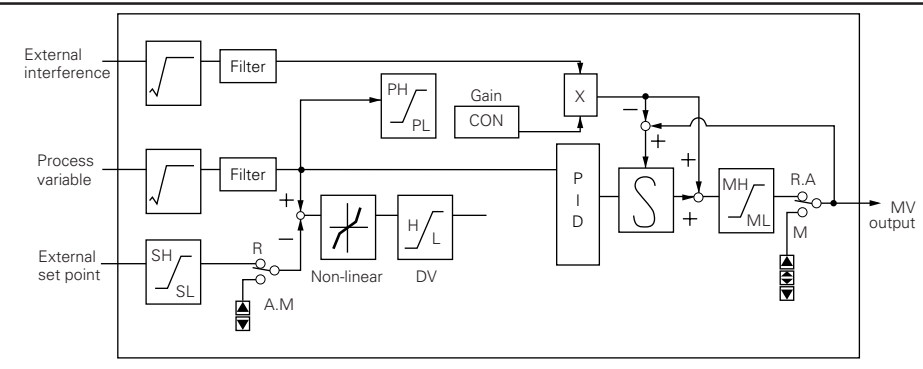 External
interference
Filter
PH
PL
Gain
CON
X
−
+
Process
variable
Filter
+
−
P
I
D
+
+
MH
ML
R.A
M
MV
output
External
set point
SH
SL
R
A.M
Non-linear
H
L
DV